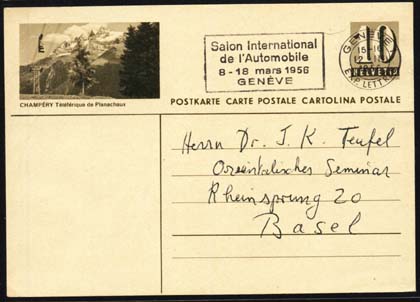 Salon International
de l'Automobile
8-18 mars 1956
GENÈVE
GENÈVE
10
HELVETIA
CHAMPÉRY Téléférique de Planachaux
POSTKARTE CARTE POSTALE CARTOLINA POSTALE
Herrn Dr. J. K. Teufel
Orientalisches Seminar
Rheinsprung 20
Basel